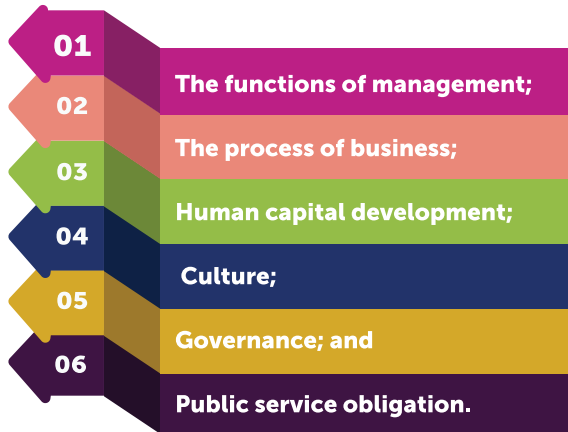 01 The functions of management;
02 The process of business;
03 Human capital development;
04 Culture;
05 Governance; and
06 Public service obligation.